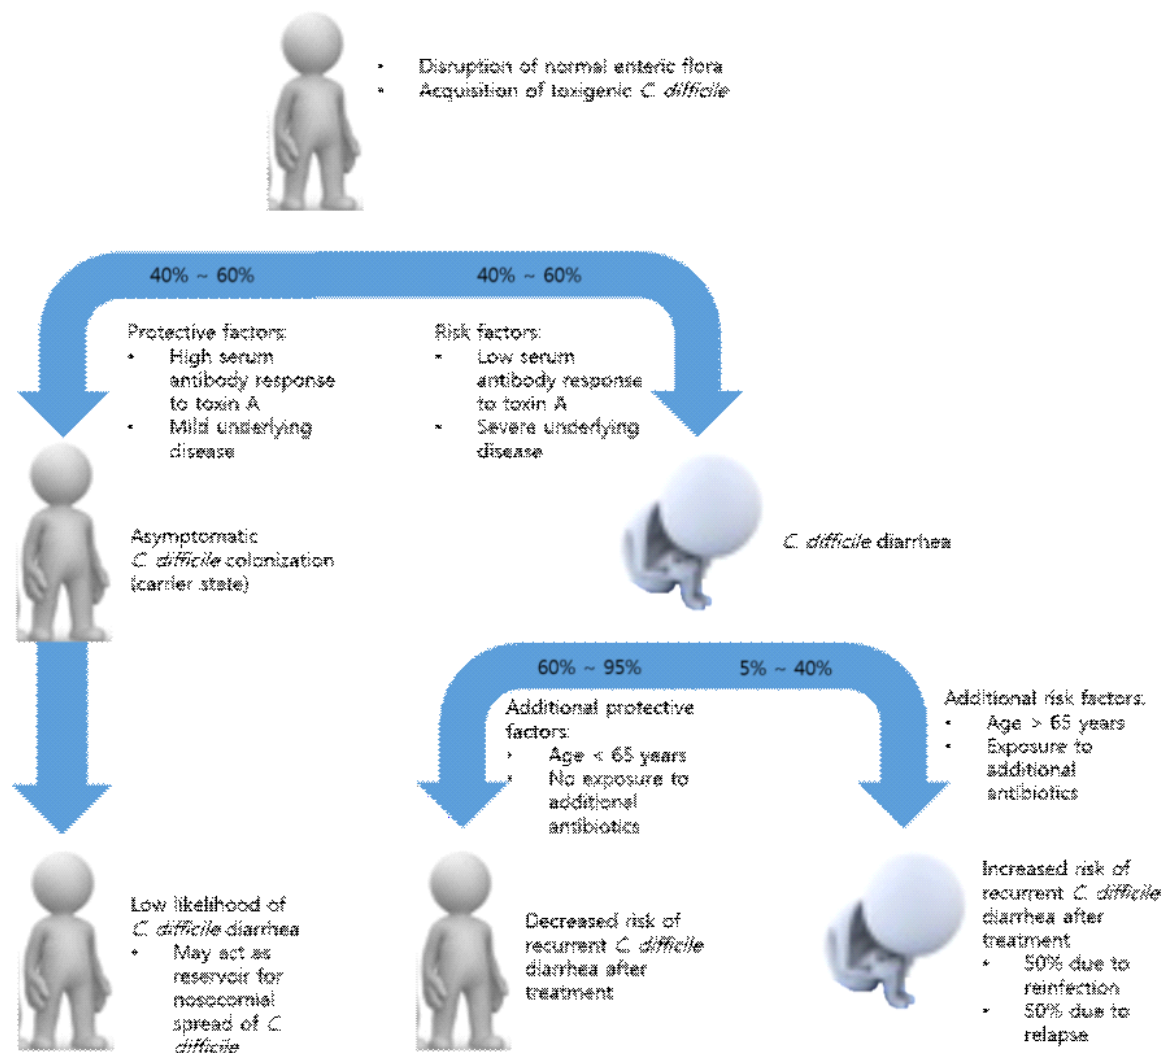 • Disruption of normal enteric flora
• Acquisition of toxigenic C. difficile
40% ~ 60%
40% ~ 60%
Protective factors:
• High serum
antibody response
to toxin A
• Mild underlying
disease
Risk factors:
• Low serum
antibody response
to toxin A
• Severe underlying
disease
Asymptomatic
C. difficile colonization
(carrier state)
C. difficile diarrhea
60% ~ 95%
5% ~ 40%
Additional protective
factors:
• Age < 65 years
• No exposure to
additional
antibiotics
Additional risk factors:
• Age > 65 years
• Exposure to
additional
antibiotics
Low likelihood of
C. difficile diarrhea
• May act as
reservoir for
nosocomial
spread of C.
difficile
Decreased risk of
recurrent C. difficile
diarrhea after
treatment
Increased risk of
recurrent C. difficile
diarrhea after
treatment
• 50% due to
reinfection
• 50% due to
relapse